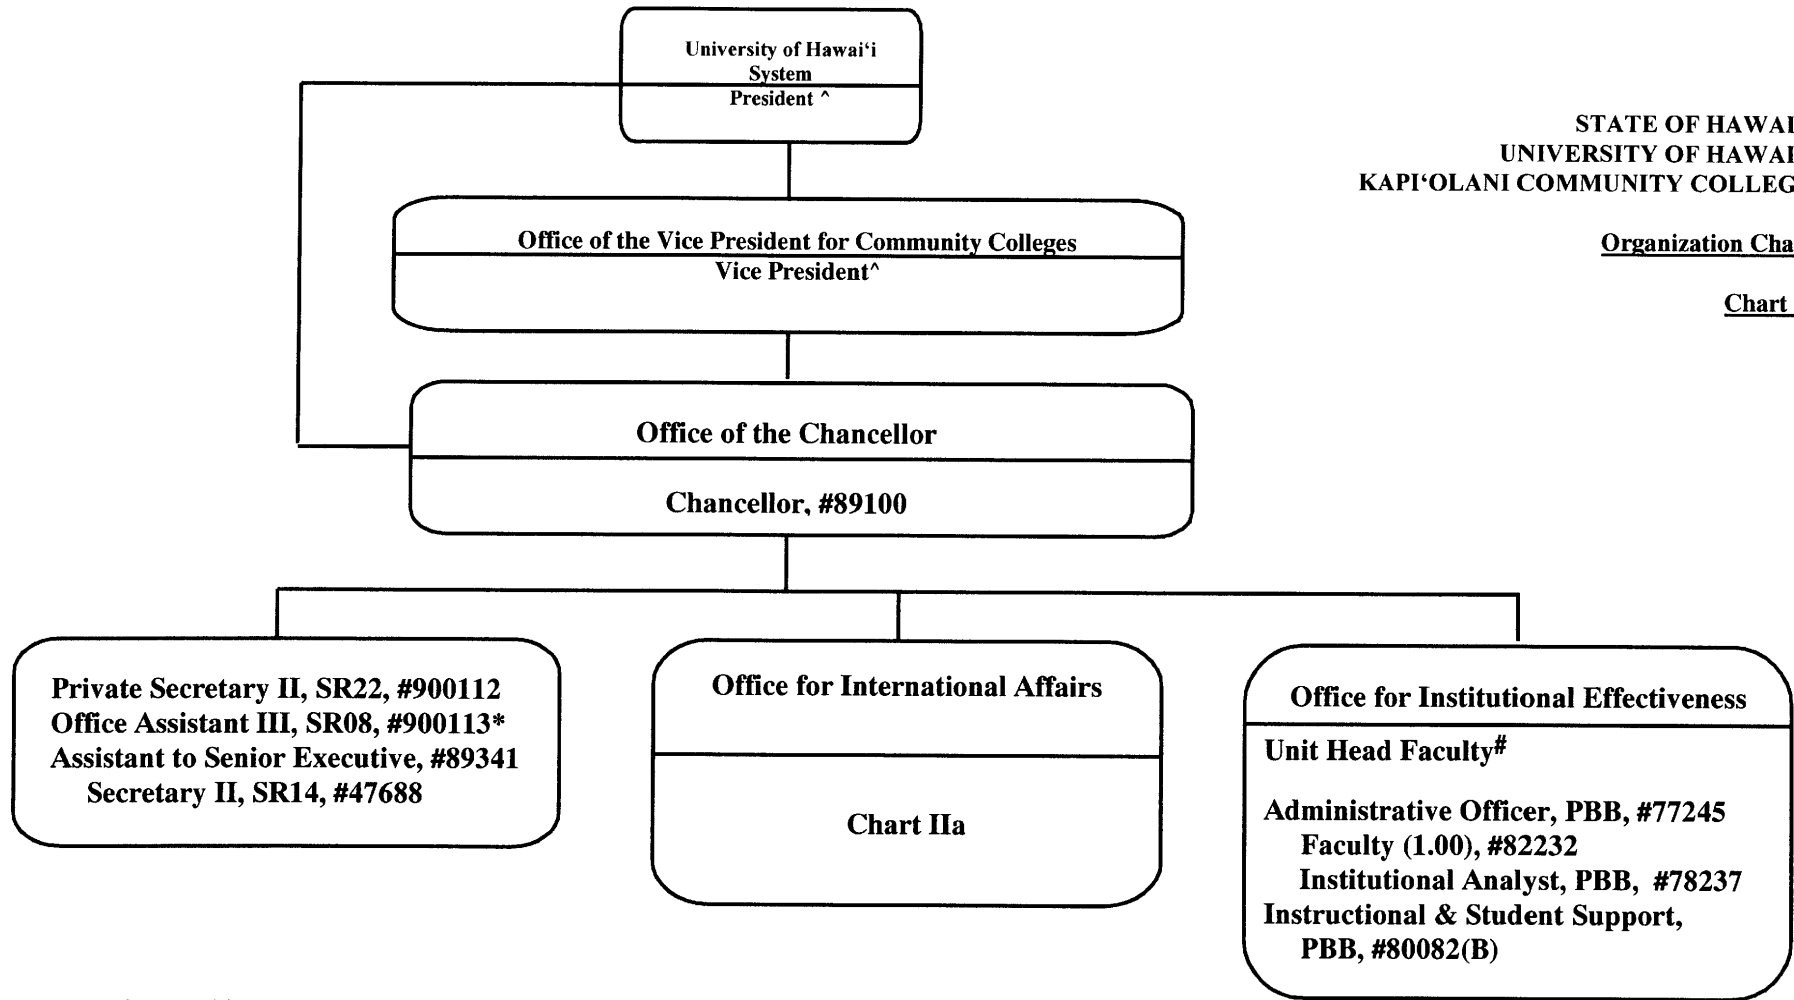 University of Hawai‘i
System
President ^
STATE OF HAWAI
UNIVERSITY OF HAWAI
KAPI‘OLANI COMMUNITY COLLEG
Organization Cha
Chart
Office of the Vice President for Community Colleges
Vice President^
Office of the Chancellor
Chancellor, #89100
Private Secretary II, SR22, #900112
Office Assistant III, SR08, #900113*
Assistant to Senior Executive, #89341
Secretary II, SR14, #47688
Office for International Affairs
Chart IIa
Office for Institutional Effectiveness
Unit Head Faculty#
Administrative Officer, PBB, #77245
Faculty (1.00), #82232
Institutional Analyst, PBB, #78237
Instructional & Student Support,
PBB, #80082(B)